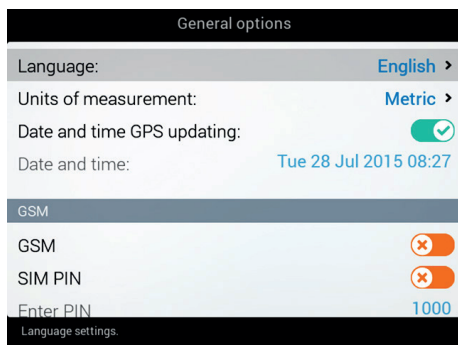 General options
Language: English
Units of measurement: Metric
Date and time GPS updating:
Date and time: Tue 28 Jul 2015 08:27
GSM
GSM
SIM PIN
Enter PIN 1000
Language settings.